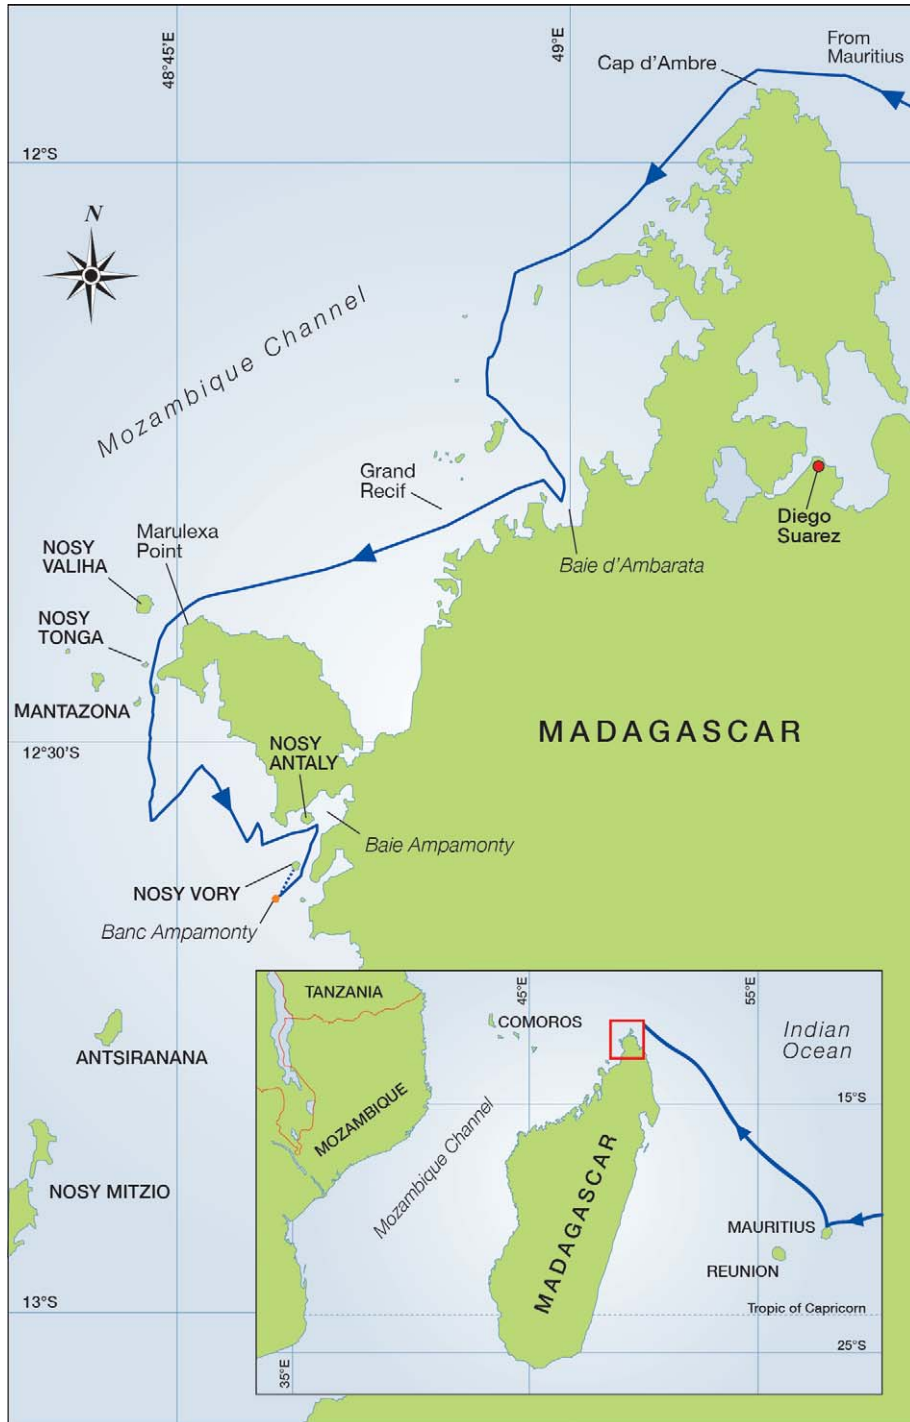 48°45'E
49°E
From
Mauritius
Cap d'Ambre
12°S
N
Mozambique Channel
Grand
Recif
Diego
Suarez
Marulexa
Point
NOSY
VALIHA
Baie d'Ambarata
NOSY
TONGA
MANTAZONA
MADAGASCAR
12°30'S
NOSY
ANTALY
Baie Ampamonty
NOSY VORY
Banc Ampamonty
ANTSIRANANA
NOSY MITZIO
13°S
TANZANIA
45°E
55°E
COMOROS
Indian
Ocean
15°S
MOZAMBIQUE
Mozambique Channel
MADAGASCAR
MAURITIUS
REUNION
Tropic of Capricorn
25°S
35°E